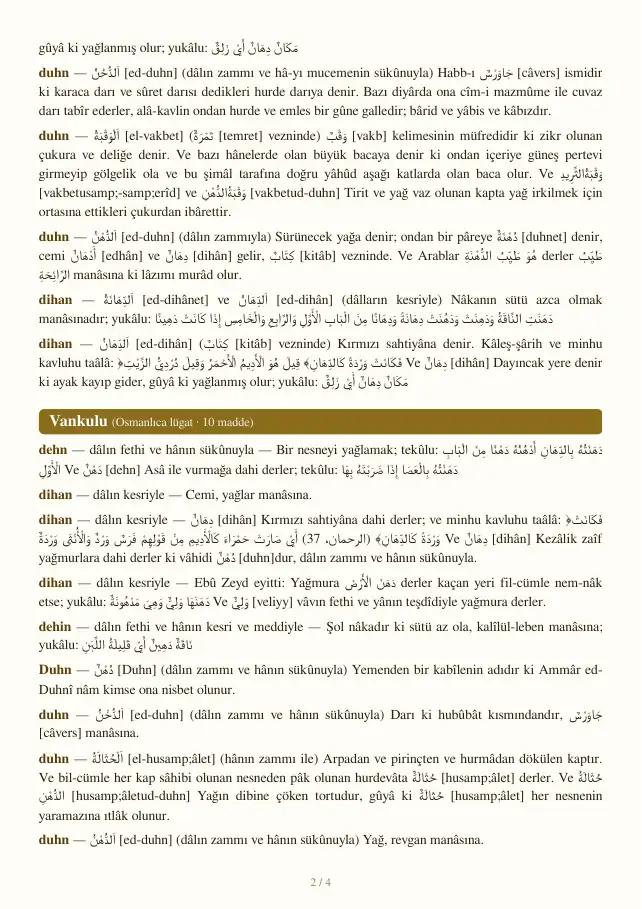 gûyâ ki yağlanmış olur; yukâlu: مَكَانٌ دِهَانٌ أَيْ زَلِقٌ
duhn — اَلدُّخْنُ [ed-duhn] (dâlın zammı ve hâ-yı mucemenin sükûnuyla) Habb-ı جَاوَرْسٌ [câvers] ismidir
ki karaca darı ve sûret darısı dedikleri hurde darıya denir. Bazı diyârda ona cîm-i mazmûme ile cuvaz
darı tabîr ederler, alâ-kavlin ondan hurde ve emles bir gûne galledir; bârid ve yâbis ve kâbızdır.
duhn — اَلْوَقْبَةُ [el-vakbet] (تَمْرَةٌ [temret] vezninde) وَقْبٌ [vakb] kelimesinin müfredidir ki zikr olunan
çukura ve deliğe denir. Ve bazı hânelerde olan büyük bacaya denir ki ondan içeriye güneş pertevi
girmeyip gölgelik ola ve bu şimâl tarafına doğru yâhûd aşağı katlarda olan baca olur. Ve وَقْبَةُ الثَّرِيدِ
[vakbetusamp;-samp;erîd] ve وَقْبَةُ الدُّهْنِ [vakbetud-duhn] Tirit ve yağ vaz olunan kapta yağ irkilmek için
ortasına ettikleri çukurdan ibârettir.
duhn — اَلدُّهْنُ [ed-duhn] (dâlın zammıyla) Sürünecek yağa denir; ondan bir pâreye دُهْنَةٌ [duhnet] denir,
cemi أَدْهَانٌ [edhân] ve دِهَانٌ [dihân] gelir, كِتَابٌ [kitâb] vezninde. Ve Arablar هُوَ طَيِّبُ الدُّهْنَةِ derler طَيِّبُ
الرَّائِحَةِ manâsına ki lâzımı murâd olur.
dihan — اَلدِّهَانَةُ [ed-dihânet] ve اَلدِّهَانُ [ed-dihân] (dâlların kesriyle) Nâkanın sütü azca olmak
manâsınadır; yukâlu: دَهَنَتِ النَّاقَةُ وَدَهِنَتْ وَدَهُنَتْ دِهَانَةً وَدِهَانًا مِنَ الْبَابِ الْأَوَّلِ وَالرَّابِعِ وَالْخَامِسِ إِذَا كَانَتْ دَهِينًا
dihan — اَلدِّهَانُ [ed-dihân] (كِتَابٌ [kitâb] vezninde) Kırmızı sahtiyâna denir. Kâleş-şârih ve minhu
kavluhu taâlâ: ﴿فَكَانَتْ وَرْدَةً كَالدِّهَانِ﴾ قِيلَ هُوَ الْأَدِيمُ الْأَحْمَرُ وَقِيلَ دُرْدِيُّ الزَّيْتِ Ve دِهَانٌ [dihân] Dayıncak yere denir
ki ayak kayıp gider, gûyâ ki yağlanmış olur; yukâlu: مَكَانٌ دِهَانٌ أَيْ زَلِقٌ
Vankulu (Osmanlıca lügat · 10 madde)
dehn — dâlın fethi ve hânın sükûnuyla — Bir nesneyi yağlamak; tekûlu: دَهَنْتُهُ بِالدِّهَانِ أَدْهُنُهُ دَهْنًا مِنَ الْبَابِ
الْأَوَّلِ Ve دَهْنٌ [dehn] Asâ ile vurmağa dahi derler; tekûlu: دَهَنْتُهُ بِالْعَصَا إِذَا ضَرَبْتَهُ بِهَا
dihan — dâlın kesriyle — Cemi, yağlar manâsına.
dihan — dâlın kesriyle — دِهَانٌ [dihân] Kırmızı sahtiyâna dahi derler; ve minhu kavluhu taâlâ: ﴿فَكَانَتْ
وَرْدَةً كَالدِّهَانِ﴾ (الرحمان، 37) أَيْ صَارَتْ حَمْرَاءَ كَالْأَدِيمِ مِنْ قَوْلِهِمْ فَرَسٌ وَرْدٌ وَالْأُنْثَى وَرْدَةٌ Ve دِهَانٌ [dihân] Kezâlik zaîf
yağmurlara dahi derler ki vâhidi دُهْنٌ [duhn]dur, dâlın zammı ve hânın sükûnuyla.
dihan — dâlın kesriyle — Ebû Zeyd eyitti: Yağmura دَهَنَ الْأَرْضَ derler kaçan yeri fil-cümle nem-nâk
etse; yukâlu: دَهَنَهَا وَلِيٌّ وَهِيَ مَدْهُونَةٌ Ve وَلِيٌّ [veliyy] vâvın fethi ve yânın teşdîdiyle yağmura derler.
dehin — dâlın fethi ve hânın kesri ve meddiyle — Şol nâkadır ki sütü az ola, kalîlül-leben manâsına;
yukâlu: نَاقَةٌ دَهِينٌ أَيْ قَلِيلَةُ اللَّبَنِ
Duhn — دُهْنٌ [Duhn] (dâlın zammı ve hânın sükûnuyla) Yemenden bir kabîlenin adıdır ki Ammâr ed-
Duhnî nâm kimse ona nisbet olunur.
duhn — اَلدُّخْنُ [ed-duhn] (dâlın zammı ve hânın sükûnuyla) Darı ki hubûbât kısmındandır, جَاوَرْسٌ
[câvers] manâsına.
duhn — اَلْحُثَالَةُ [el-husamp;âlet] (hânın zammı ile) Arpadan ve pirinçten ve hurmâdan dökülen kaptır.
Ve bil-cümle her kap sâhibi olunan nesneden pâk olunan hurdevâta حُثَالَةٌ [husamp;âlet] derler. Ve حُثَالَةُ
الدُّهْنِ [husamp;âletud-duhn] Yağın dibine çöken tortudur, gûyâ ki حُثَالَةٌ [husamp;âlet] her nesnenin
yaramazına ıtlâk olunur.
duhn — اَلدُّهْنُ [ed-duhn] (dâlın zammı ve hânın sükûnuyla) Yağ, revgan manâsına.
2 / 4